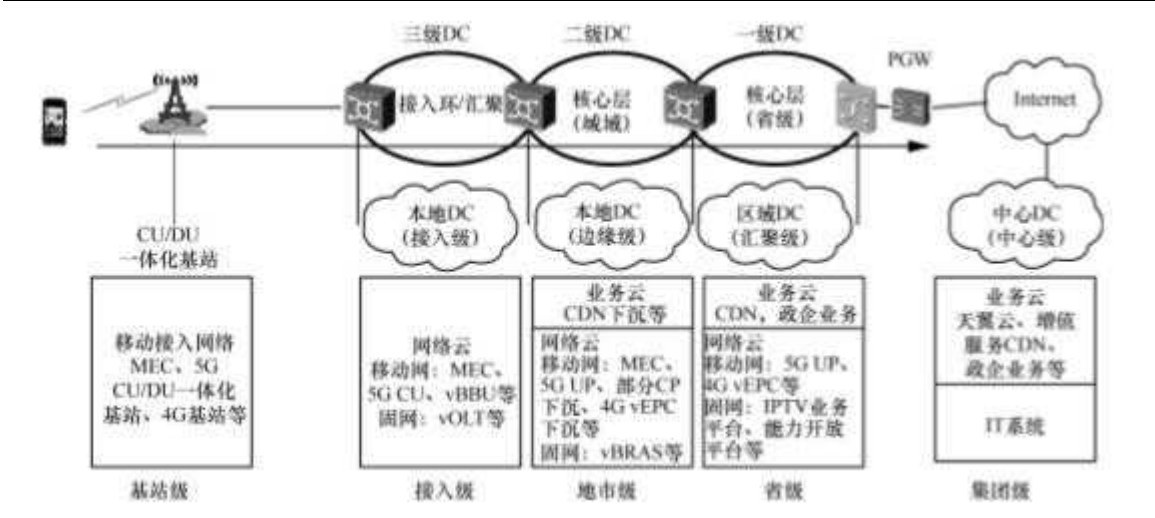 三级DC
二级DC
一级DC
PGW
接入环/汇聚
核心层
(城域)
核心层
(省级)
Internet
CU/DU
一体化基站
本地DC
(接入级)
本地DC
(边缘级)
区域DC
(汇聚级)
中心DC
(中心级)
移动接入网络
MEC、5G
CU/DU一体化
基站、4G基站等
网络云
移动网：MEC、
5G CU、vBBU等
固网：vOLT等
业务云
CDN下沉等
网络云
移动网：MEC、
5G UP、部分CP
下沉、4G vEPC
下沉等
固网：vBRAS等
业务云
CDN，政企业务
网络云
移动网：5G UP、
4G vEPC等
固网：IPTV业务
平台、能力开放
平台等
业务云
天翼云、增值
服务CDN、
政企业务等
IT系统
基站级
接入级
地市级
省级
集团级